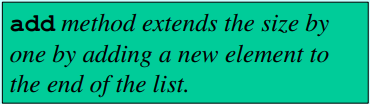 add method extends the size by
one by adding a new element to
the end of the list.